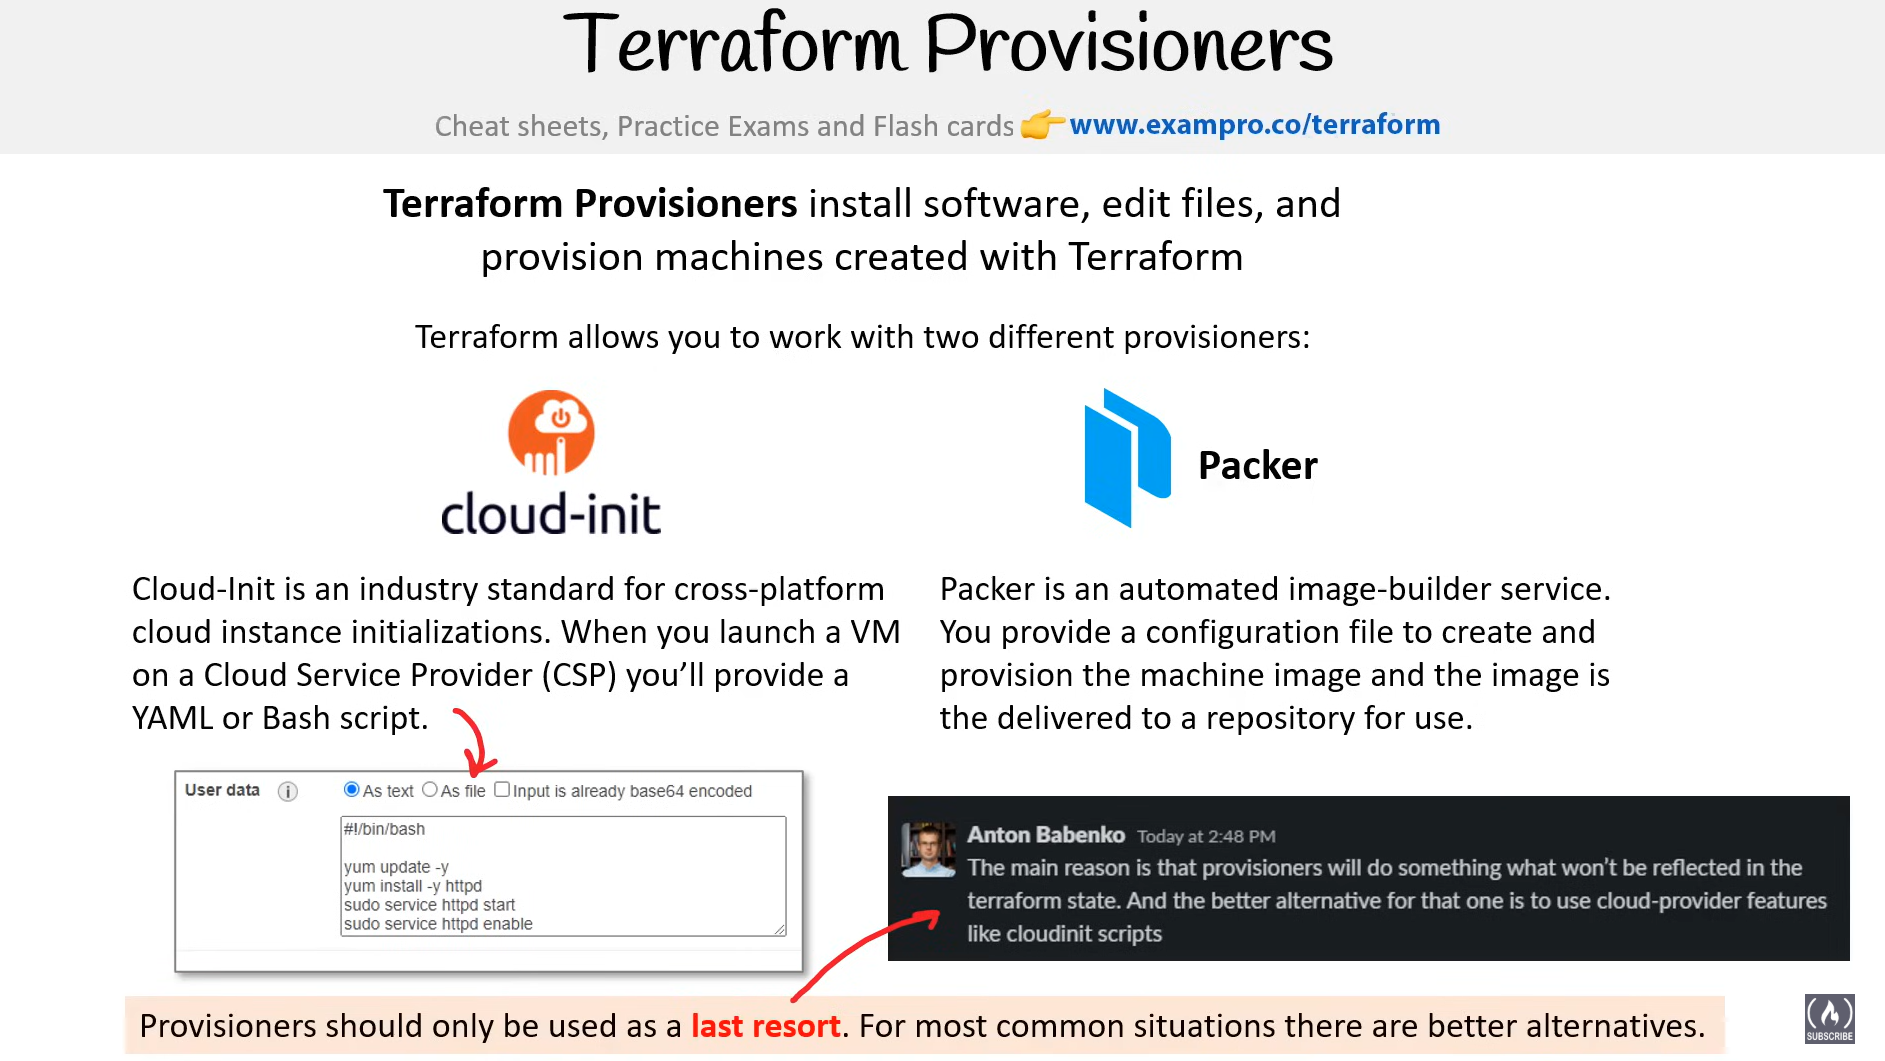 Terraform Provisioners
Cheat sheets, Practice Exams and Flash cards 👉 www.exampro.co/terraform
Terraform Provisioners install software, edit files, and
provision machines created with Terraform
Terraform allows you to work with two different provisioners:
cloud-init
Packer
Cloud-Init is an industry standard for cross-platform
cloud instance initializations. When you launch a VM
on a Cloud Service Provider (CSP) you’ll provide a
YAML or Bash script.
Packer is an automated image-builder service.
You provide a configuration file to create and
provision the machine image and the image is
the delivered to a repository for use.
User data i As text As file Input is already base64 encoded
#!/bin/bash
yum update -y
yum install -y httpd
sudo service httpd start
sudo service httpd enable
Anton Babenko Today at 2:48 PM
The main reason is that provisioners will do something what won’t be reflected in the
terraform state. And the better alternative for that one is to use cloud-provider features
like cloudinit scripts
Provisioners should only be used as a last resort. For most common situations there are better alternatives.
SUBSCRIBE